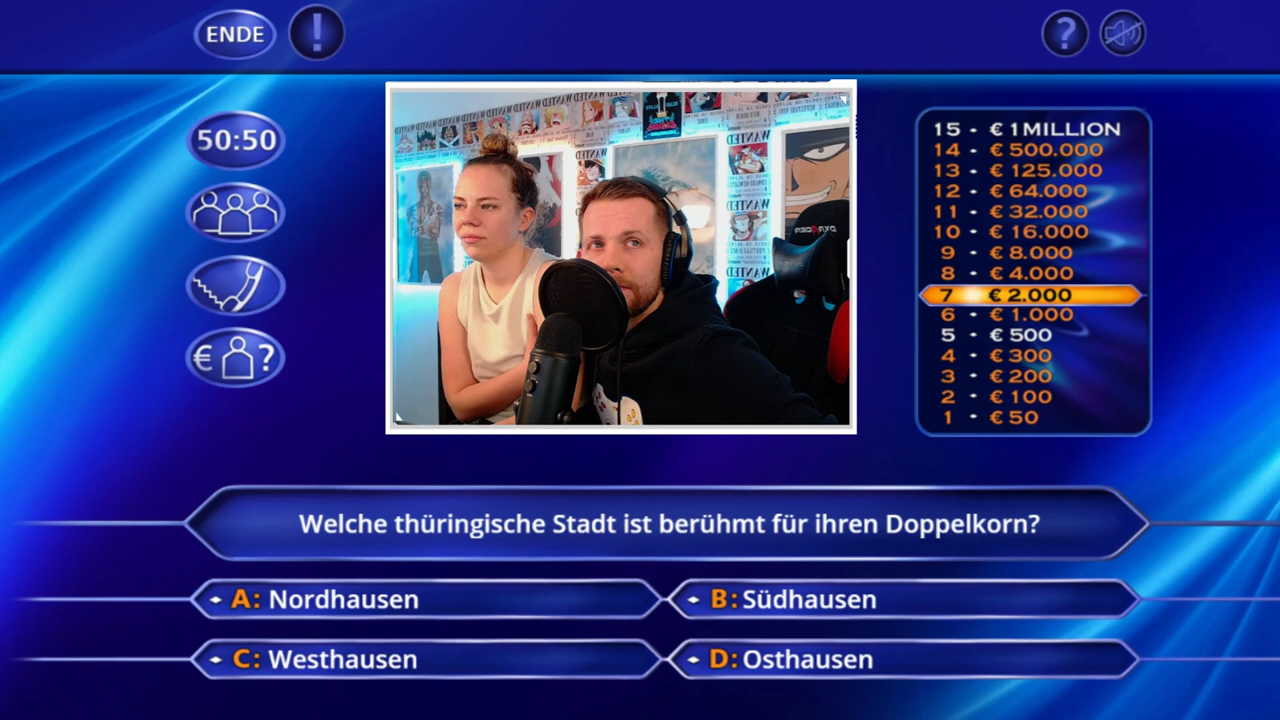 ENDE
!
?
50:50
€ ?
15 • € 1 MILLION
14 • € 500.000
13 • € 125.000
12 • € 64.000
11 • € 32.000
10 • € 16.000
9 • € 8.000
8 • € 4.000
7 • € 2.000
6 • € 1.000
5 • € 500
4 • € 300
3 • € 200
2 • € 100
1 • € 50
WANTED
Welche thüringische Stadt ist berühmt für ihren Doppelkorn?
A: Nordhausen
B: Südhausen
C: Westhausen
D: Osthausen